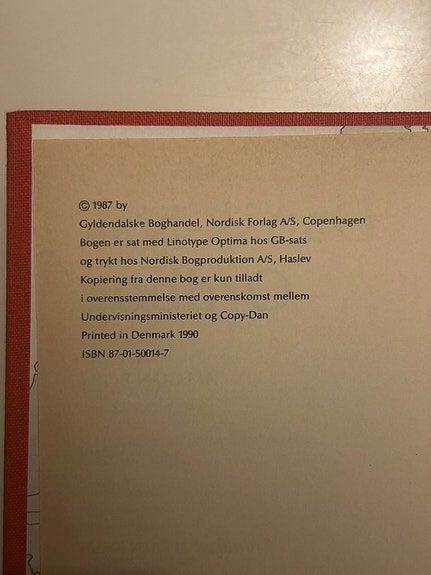 © 1987 by
Gyldendalske Boghandel, Nordisk Forlag A/S, Copenhagen
Bogen er sat med Linotype Optima hos GB-sats
og trykt hos Nordisk Bogproduktion A/S, Haslev
Kopiering fra denne bog er kun tilladt
i overensstemmelse med overenskomst mellem
Undervisningsministeriet og Copy-Dan
Printed in Denmark 1990
ISBN 87-01-50014-7